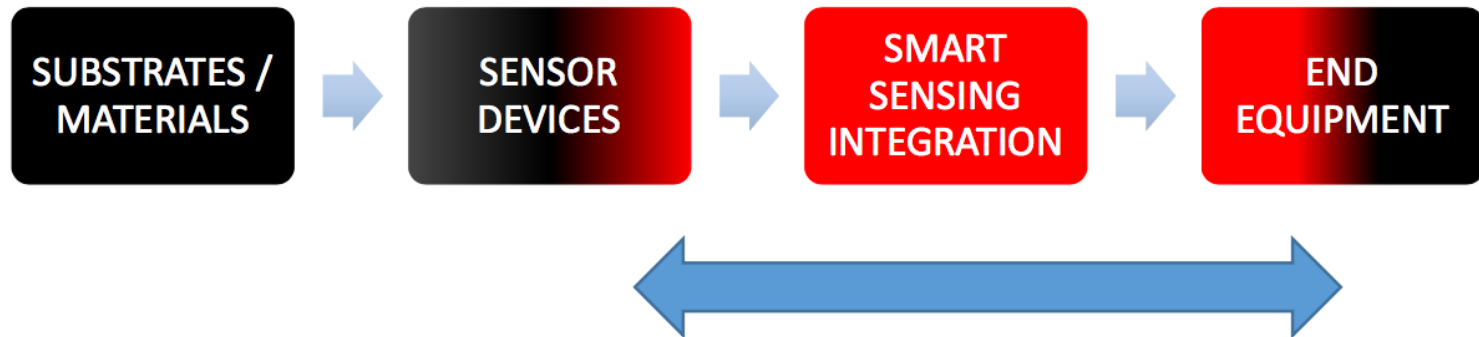 SUBSTRATES /
MATERIALS
SENSOR
DEVICES
SMART
SENSING
INTEGRATION
END
EQUIPMENT